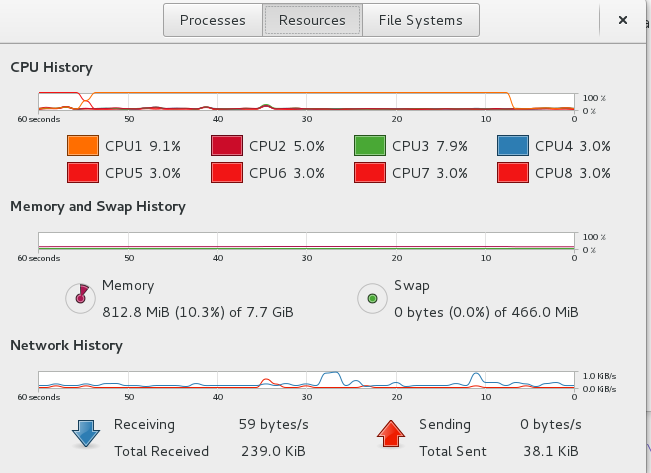 Processes Resources File Systems ×
CPU History
100 %
0 %
60 seconds 50 40 30 20 10 0
CPU1 9.1% CPU2 5.0% CPU3 7.9% CPU4 3.0%
CPU5 3.0% CPU6 3.0% CPU7 3.0% CPU8 3.0%
Memory and Swap History
100 %
0 %
60 seconds 50 40 30 20 10 0
Memory Swap
812.8 MiB (10.3%) of 7.7 GiB 0 bytes (0.0%) of 466.0 MiB
Network History
1.0 KiB/s
0.0 KiB/s
60 seconds 50 40 30 20 10 0
Receiving 59 bytes/s Sending 0 bytes/s
Total Received 239.0 KiB Total Sent 38.1 KiB